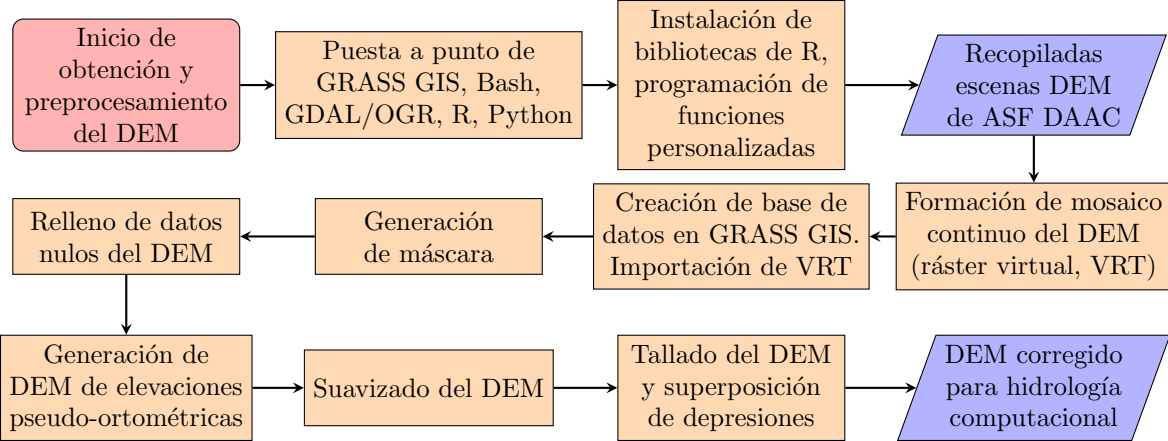 Inicio de
obtención y
preprocesamiento
del DEM
Puesta a punto de
GRASS GIS, Bash,
GDAL/OGR, R, Python
Instalación de
bibliotecas de R,
programación de
funciones
personalizadas
Recopiladas
escenas DEM
de ASF DAAC
Formación de mosaico
continuo del DEM
(ráster virtual, VRT)
Creación de base de
datos en GRASS GIS.
Importación de VRT
Generación
de máscara
Relleno de datos
nulos del DEM
Generación de
DEM de elevaciones
pseudo-ortométricas
Suavizado del DEM
Tallado del DEM
y superposición
de depresiones
DEM corregido
para hidrología
computacional